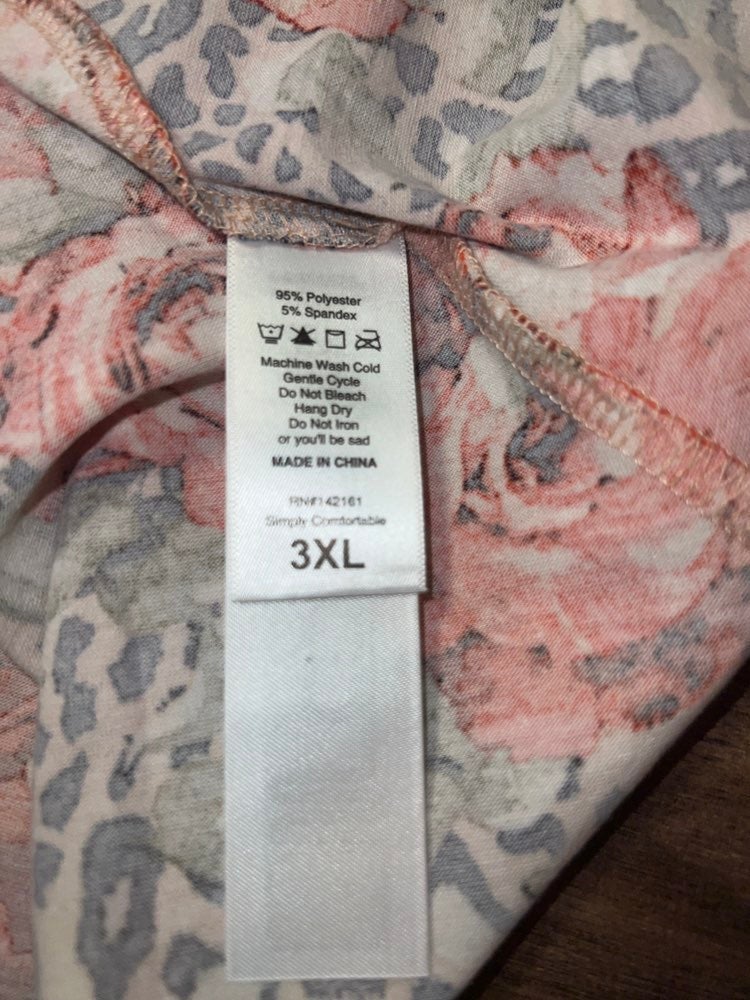 95% Polyester
5% Spandex
Machine Wash Cold
Gentle Cycle
Do Not Bleach
Hang Dry
Do Not Iron
or you'll be sad
MADE IN CHINA
RN#142161
Simply Comfortable
3XL